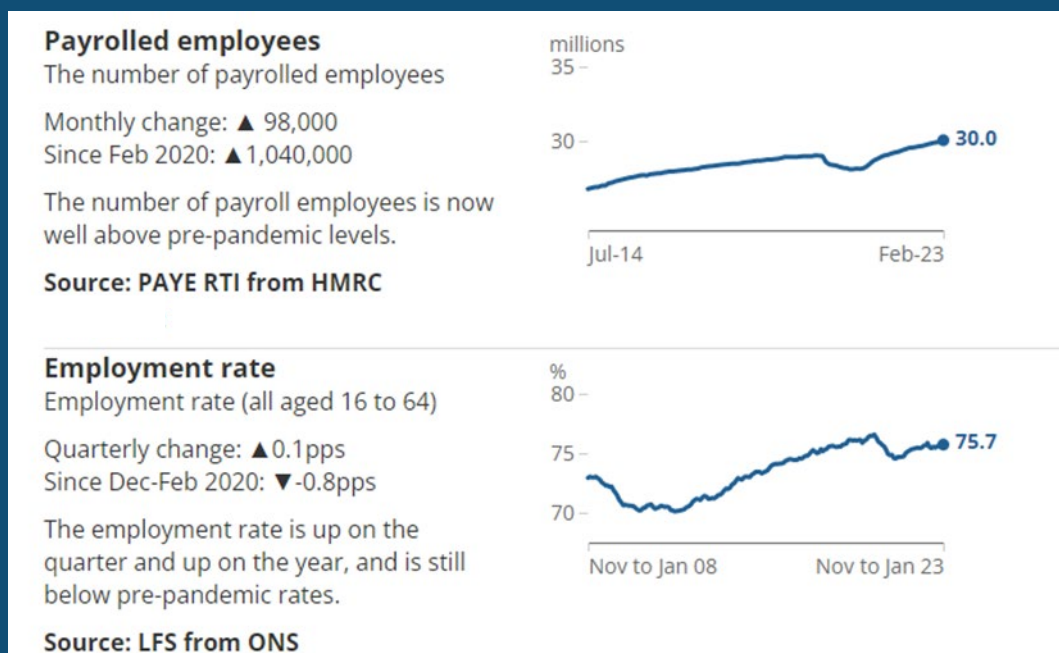 Payrolled employees
The number of payrolled employees
Monthly change: ▲ 98,000
Since Feb 2020: ▲1,040,000
The number of payroll employees is now
well above pre-pandemic levels.
Source: PAYE RTI from HMRC
millions
35
30
30.0
Jul-14
Feb-23
Employment rate
Employment rate (all aged 16 to 64)
Quarterly change: ▲0.1pps
Since Dec-Feb 2020: ▼-0.8pps
The employment rate is up on the
quarter and up on the year, and is still
below pre-pandemic rates.
Source: LFS from ONS
%
80
75
70
75.7
Nov to Jan 08
Nov to Jan 23